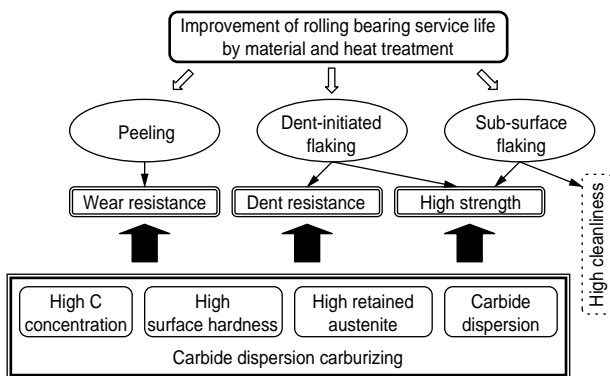 Improvement of rolling bearing service life
by material and heat treatment
Peeling
Dent-initiated
flaking
Sub-surface
flaking
Wear resistance
Dent resistance
High strength
High cleanliness
High C
concentration
High
surface hardness
High retained
austenite
Carbide
dispersion
Carbide dispersion carburizing